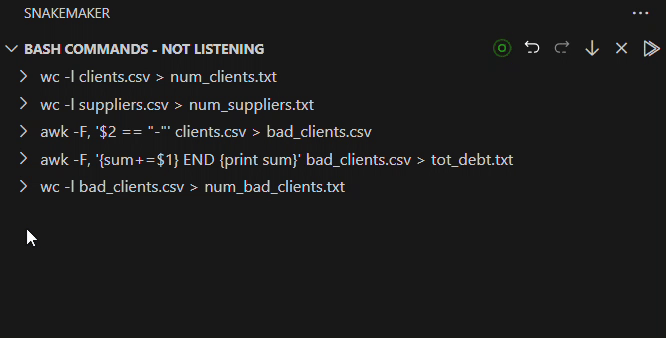 SNAKEMAKER
BASH COMMANDS - NOT LISTENING
wc -l clients.csv > num_clients.txt
wc -l suppliers.csv > num_suppliers.txt
awk -F, '$2 == "-"' clients.csv > bad_clients.csv
awk -F, '{sum+=$1} END {print sum}' bad_clients.csv > tot_debt.txt
wc -l bad_clients.csv > num_bad_clients.txt